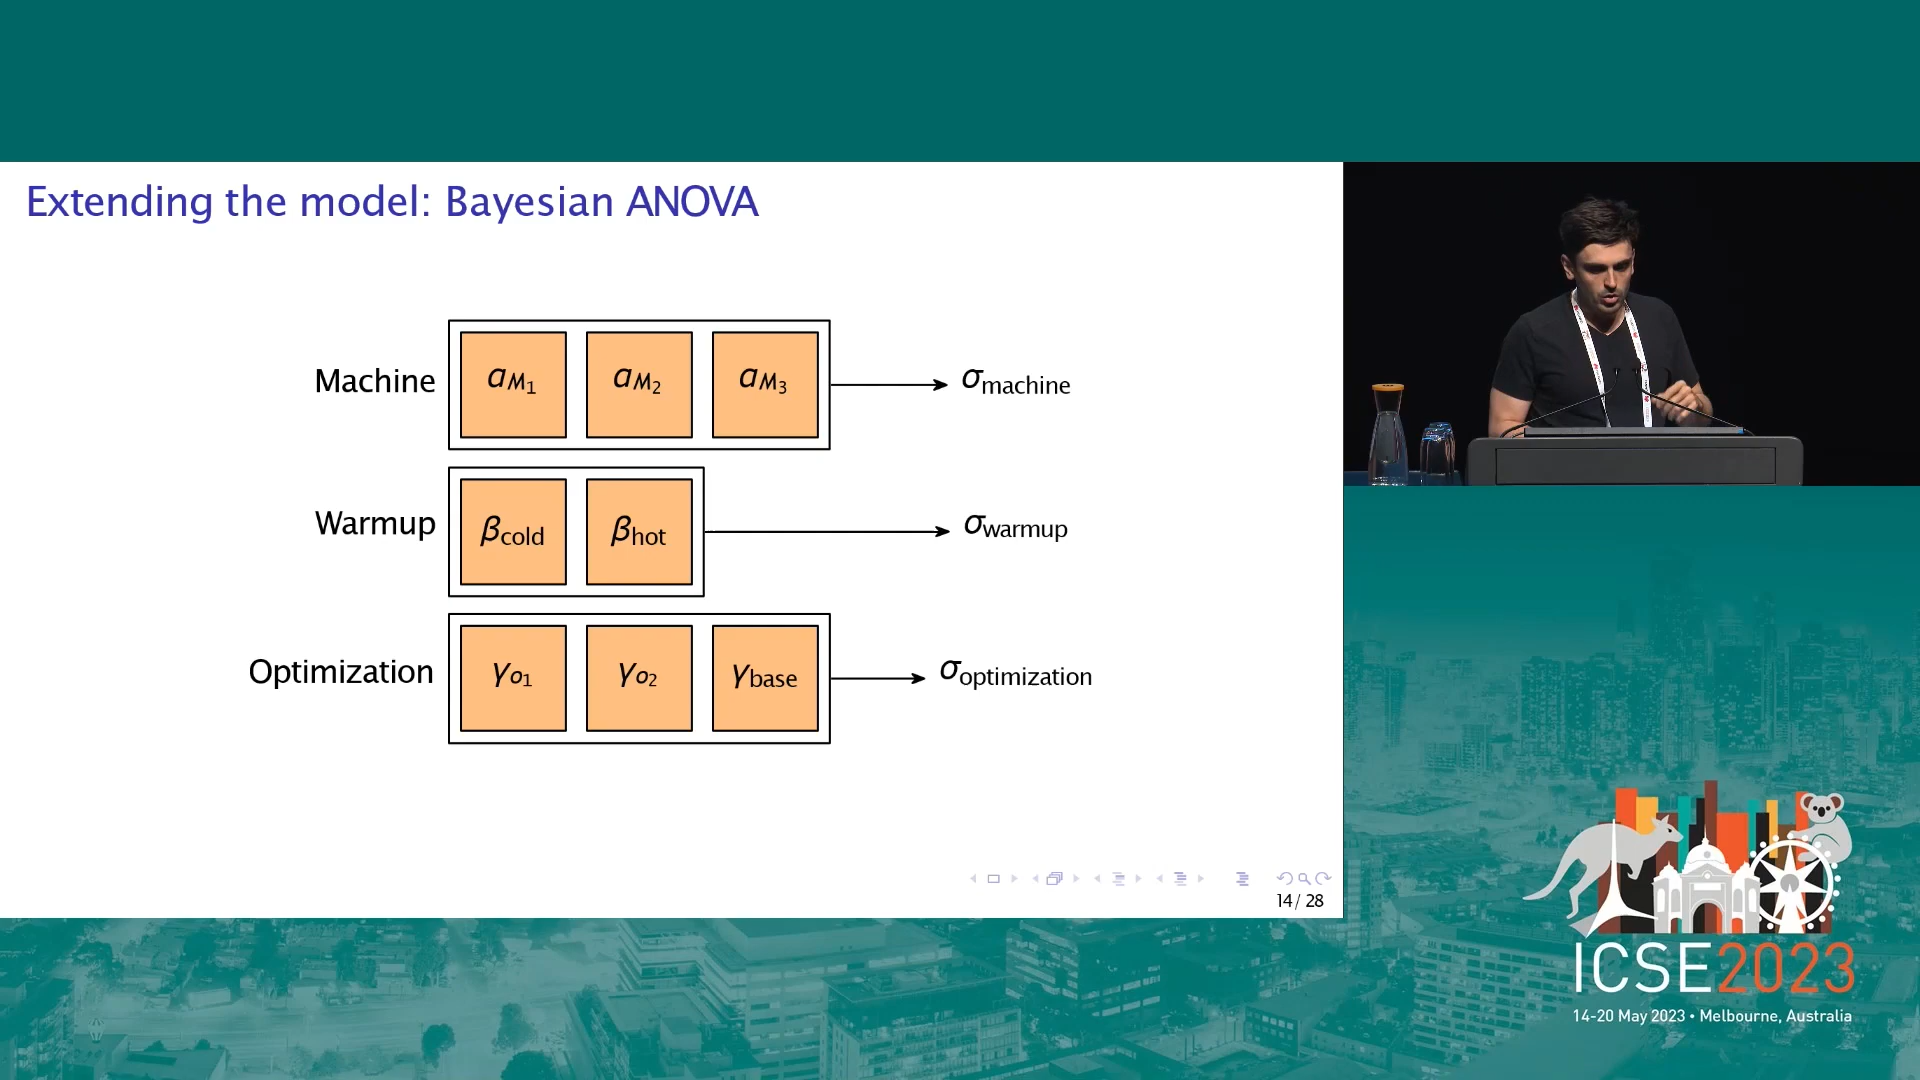 Extending the model: Bayesian ANOVA
Machine
αM1
αM2
αM3
σmachine
Warmup
βcold
βhot
σwarmup
Optimization
γo1
γo2
γbase
σoptimization
14 / 28
ICSE2023
14-20 May 2023 • Melbourne, Australia